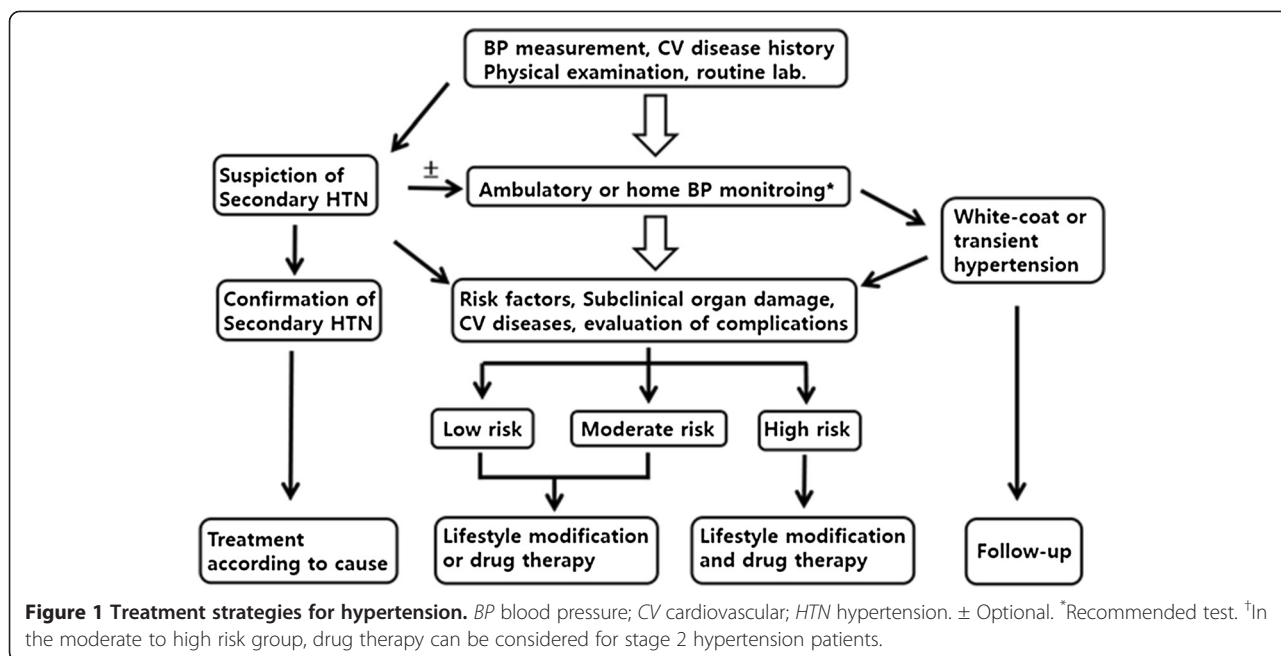 BP measurement, CV disease history
Physical examination, routine lab.
±
Suspiction of
Secondary HTN
Ambulatory or home BP monitroing*
White-coat or
transient
hypertension
Confirmation of
Secondary HTN
Risk factors, Subclinical organ damage,
CV diseases, evaluation of complications
Low risk
Moderate risk
High risk
Treatment
according to cause
Lifestyle modification
or drug therapy
Lifestyle modification
and drug therapy
Follow-up
Figure 1 Treatment strategies for hypertension. BP blood pressure; CV cardiovascular; HTN hypertension. ± Optional. *Recommended test. †In
the moderate to high risk group, drug therapy can be considered for stage 2 hypertension patients.